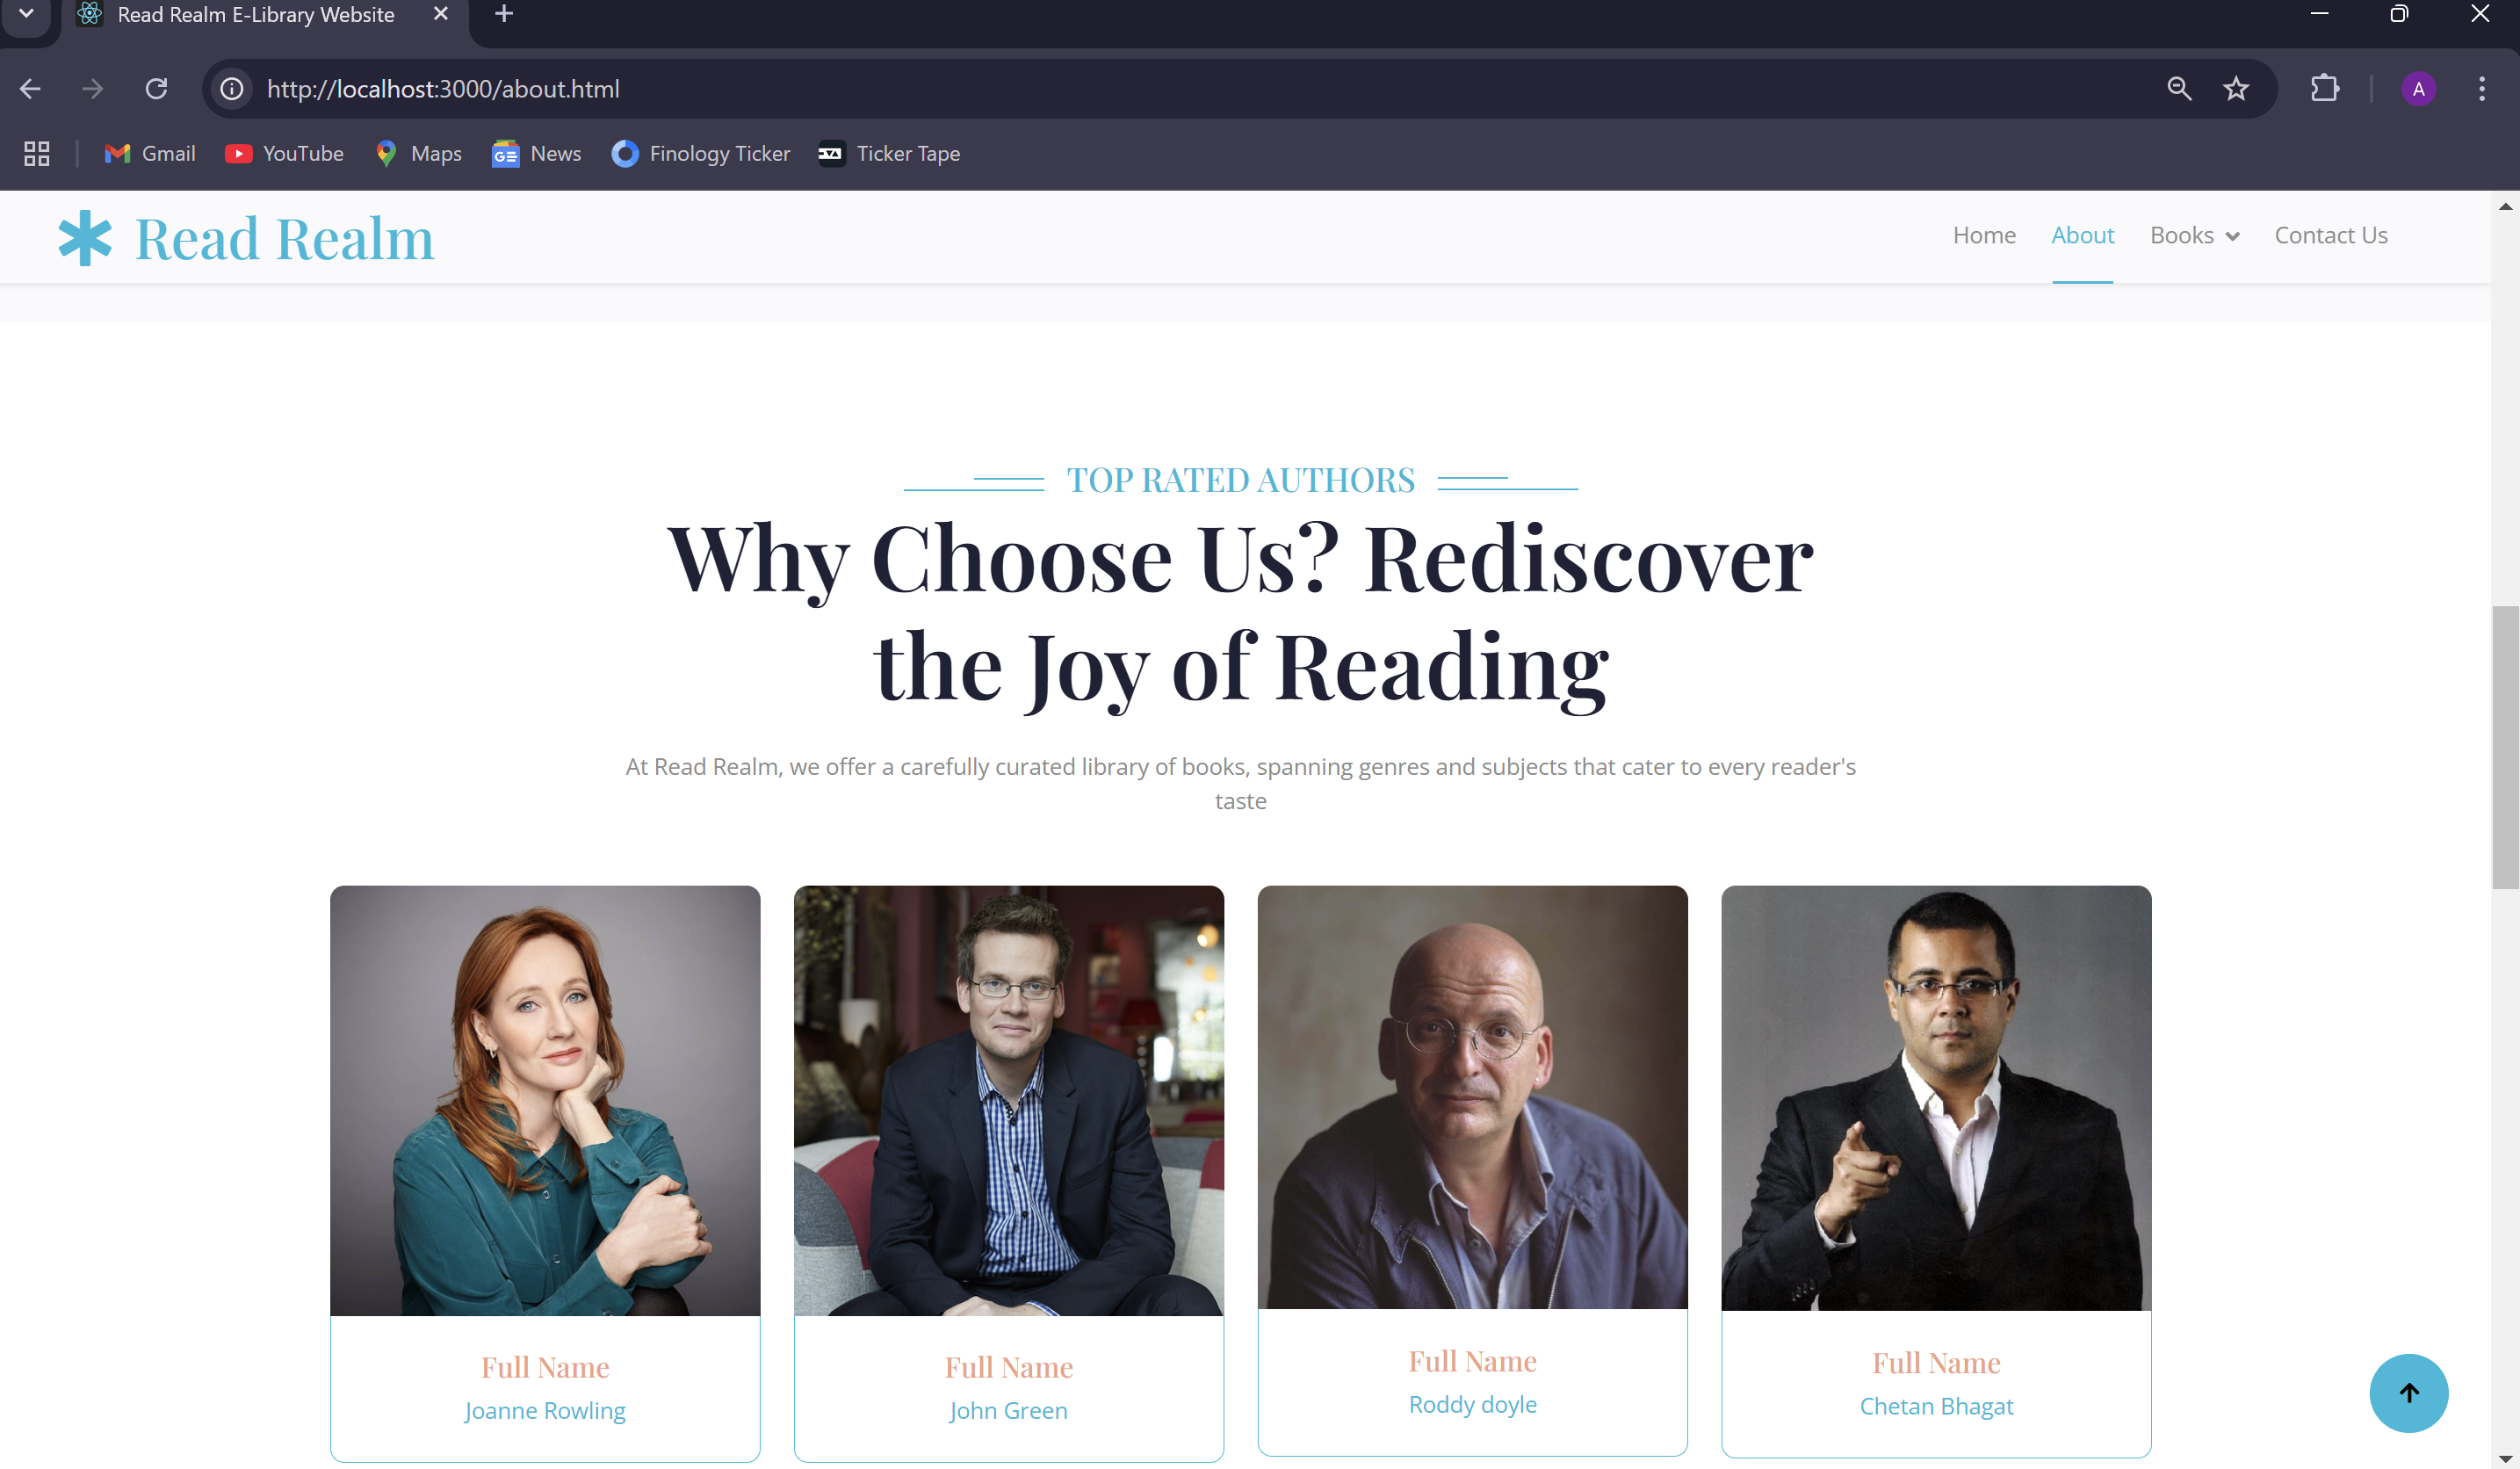 Read Realm E-Library Website
http://localhost:3000/about.html
A
Gmail
YouTube
Maps
GE News
Finology Ticker
Ticker Tape
Read Realm
Home
About
Books
Contact Us
TOP RATED AUTHORS
Why Choose Us? Rediscover
the Joy of Reading
At Read Realm, we offer a carefully curated library of books, spanning genres and subjects that cater to every reader's
taste
Full Name
Joanne Rowling
Full Name
John Green
Full Name
Roddy doyle
Full Name
Chetan Bhagat